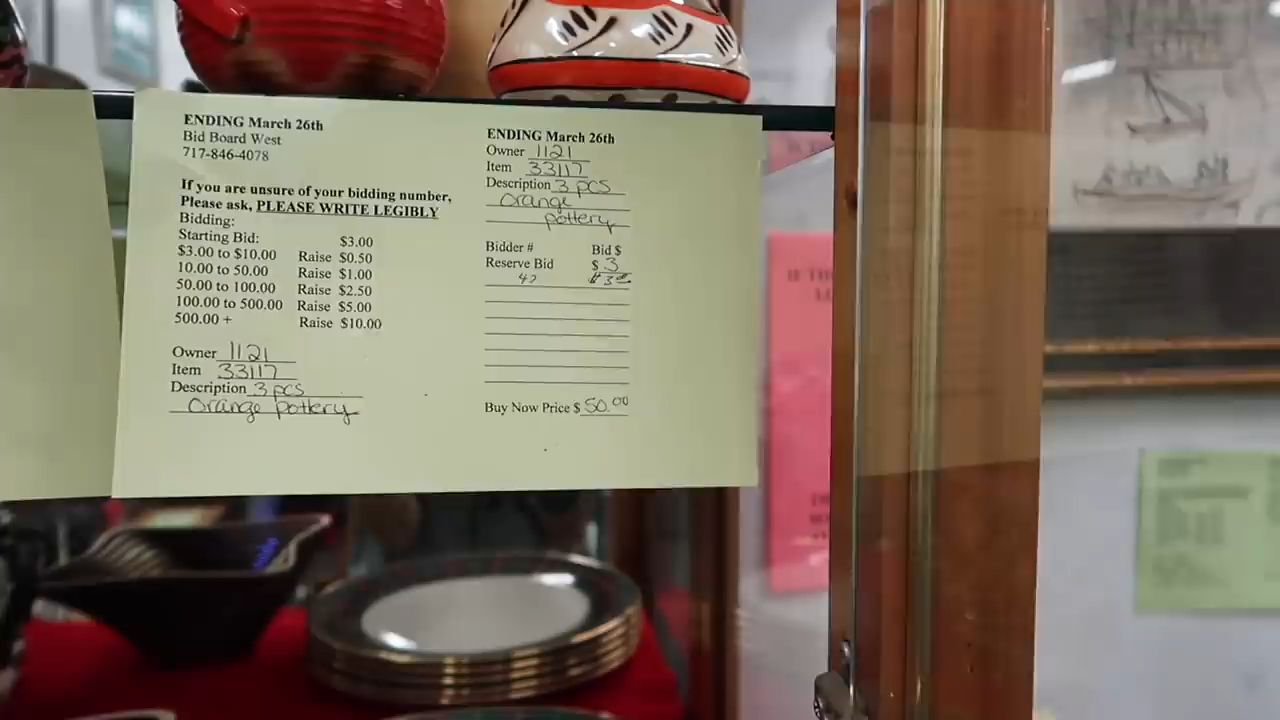 ENDING March 26th
Bid Board West
717-846-4078
If you are unsure of your bidding number,
Please ask, PLEASE WRITE LEGIBLY
Bidding:
Starting Bid: $3.00
$3.00 to $10.00 Raise $0.50
10.00 to 50.00 Raise $1.00
50.00 to 100.00 Raise $2.50
100.00 to 500.00 Raise $5.00
500.00 + Raise $10.00
Owner 1121
Item 33117
Description 3 pcs
Orange pottery
ENDING March 26th
Owner 1121
Item 33117
Description 3 pcs
Orange
pottery
Bidder # Bid $
Reserve Bid $ 3
42 $3
Buy Now Price $ 50.00